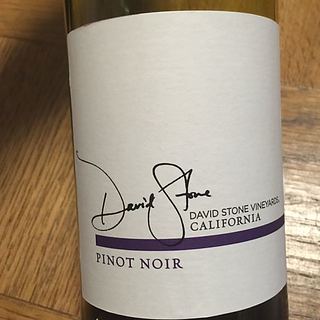 David Stone
DAVID STONE VINEYARDS
CALIFORNIA
PINOT NOIR